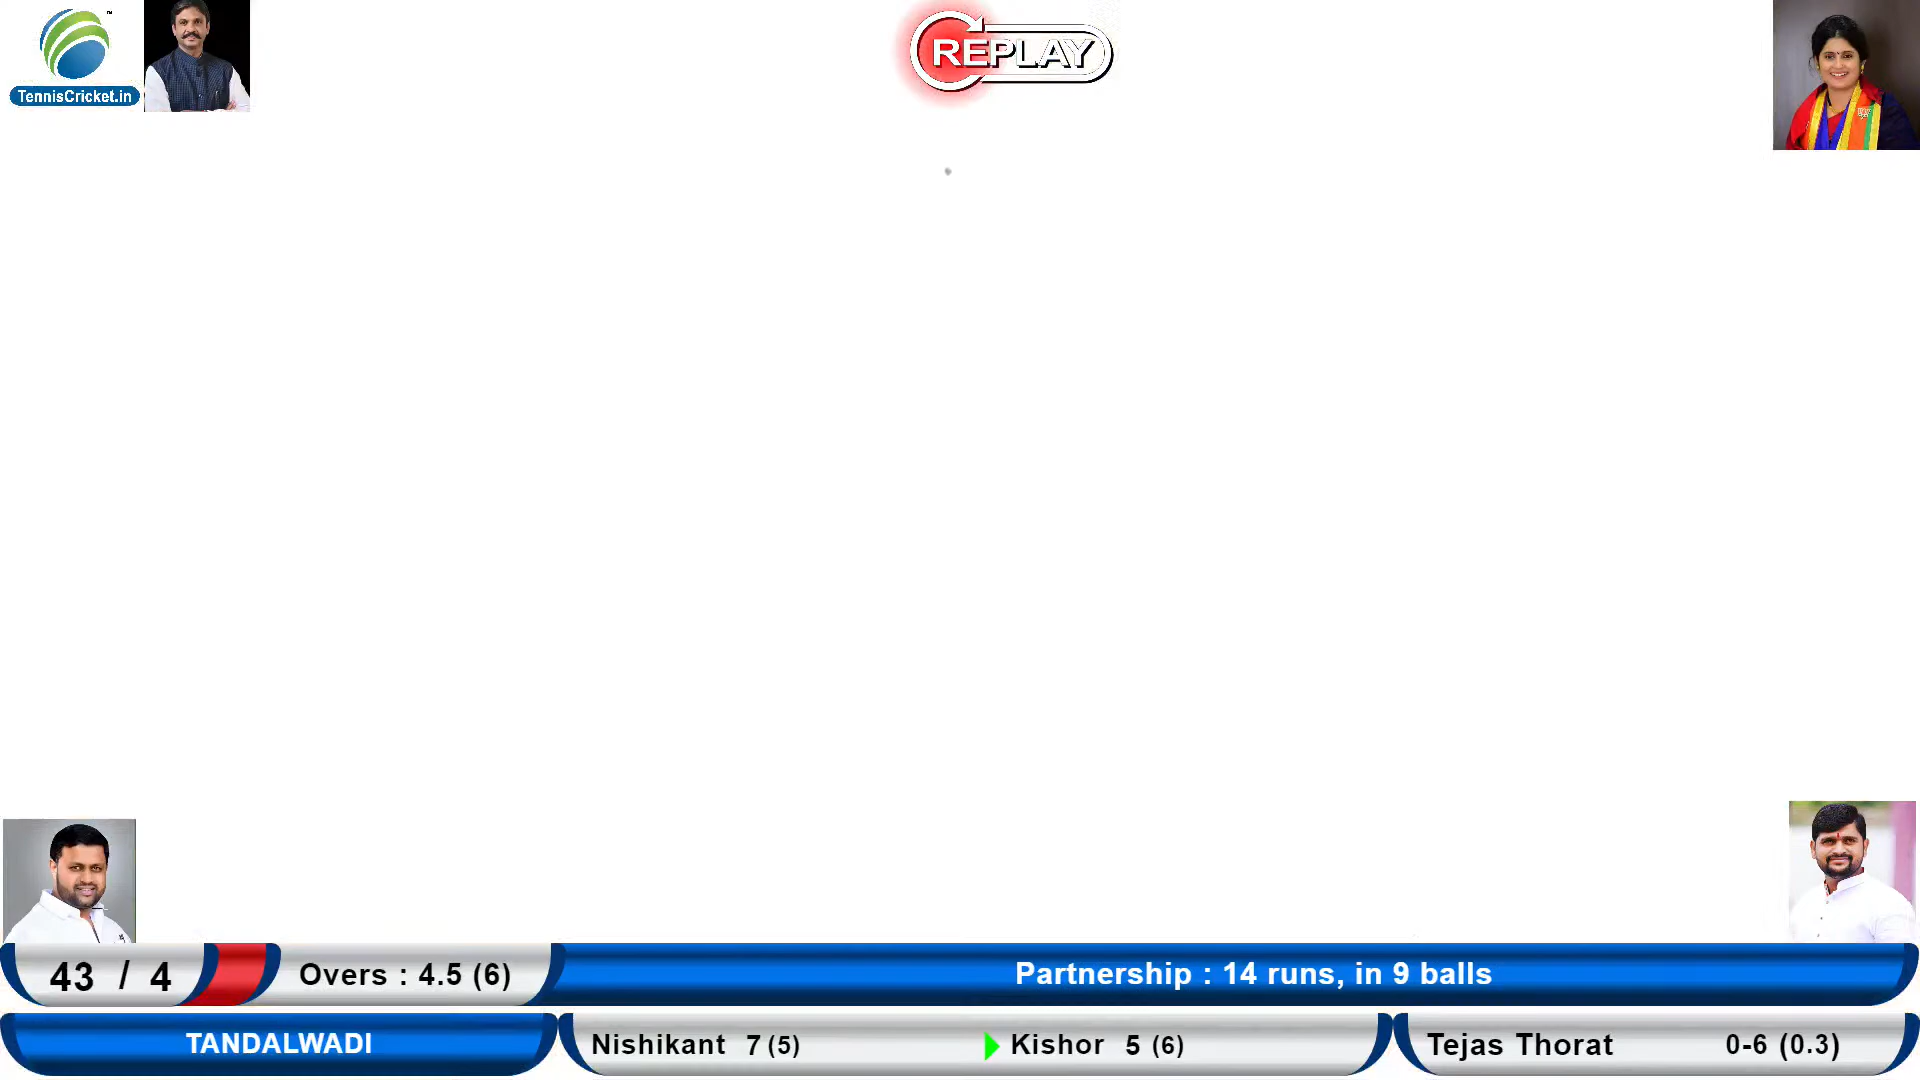 TennisCricket.in
REPLAY
43 / 4
Overs : 4.5 (6)
Partnership : 14 runs, in 9 balls
TANDALWADI
Nishikant 7 (5)
Kishor 5 (6)
Tejas Thorat 0-6 (0.3)